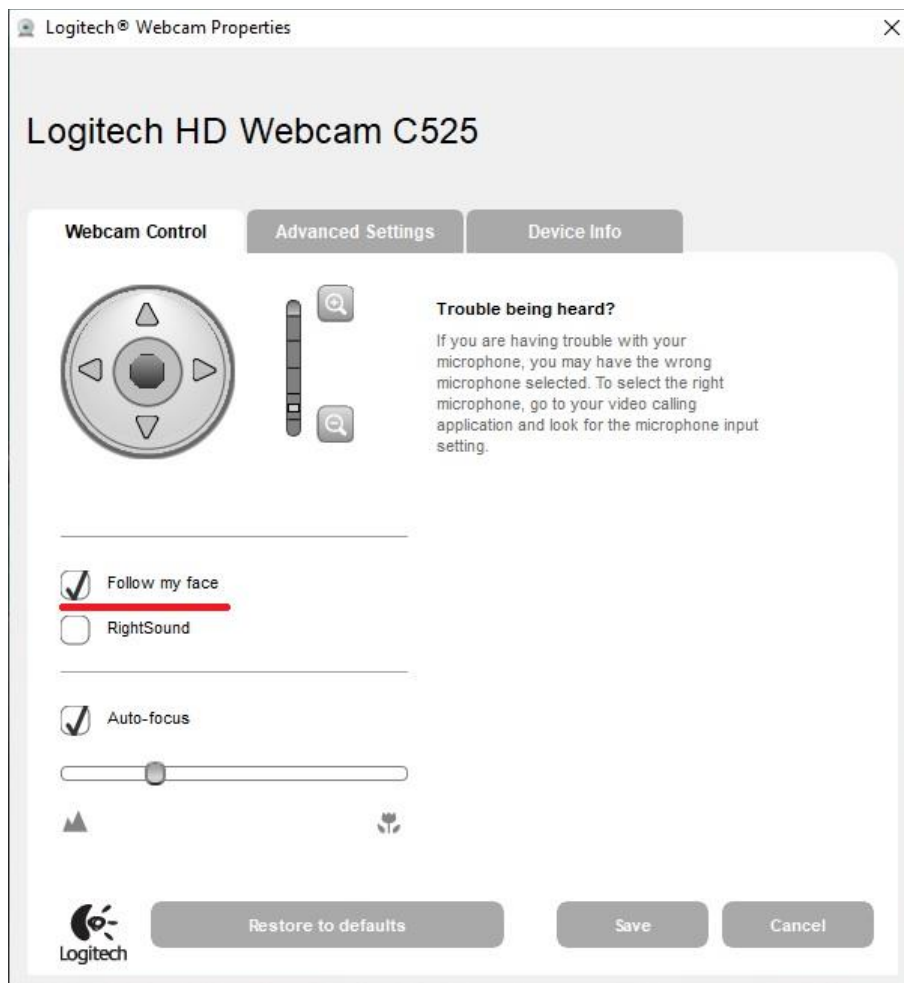 Logitech® Webcam Properties
Logitech HD Webcam C525
Webcam Control
Advanced Settings
Device Info
Trouble being heard?
If you are having trouble with your
microphone, you may have the wrong
microphone selected. To select the right
microphone, go to your video calling
application and look for the microphone input
setting.
Follow my face
RightSound
Auto-focus
Logitech
Restore to defaults
Save
Cancel